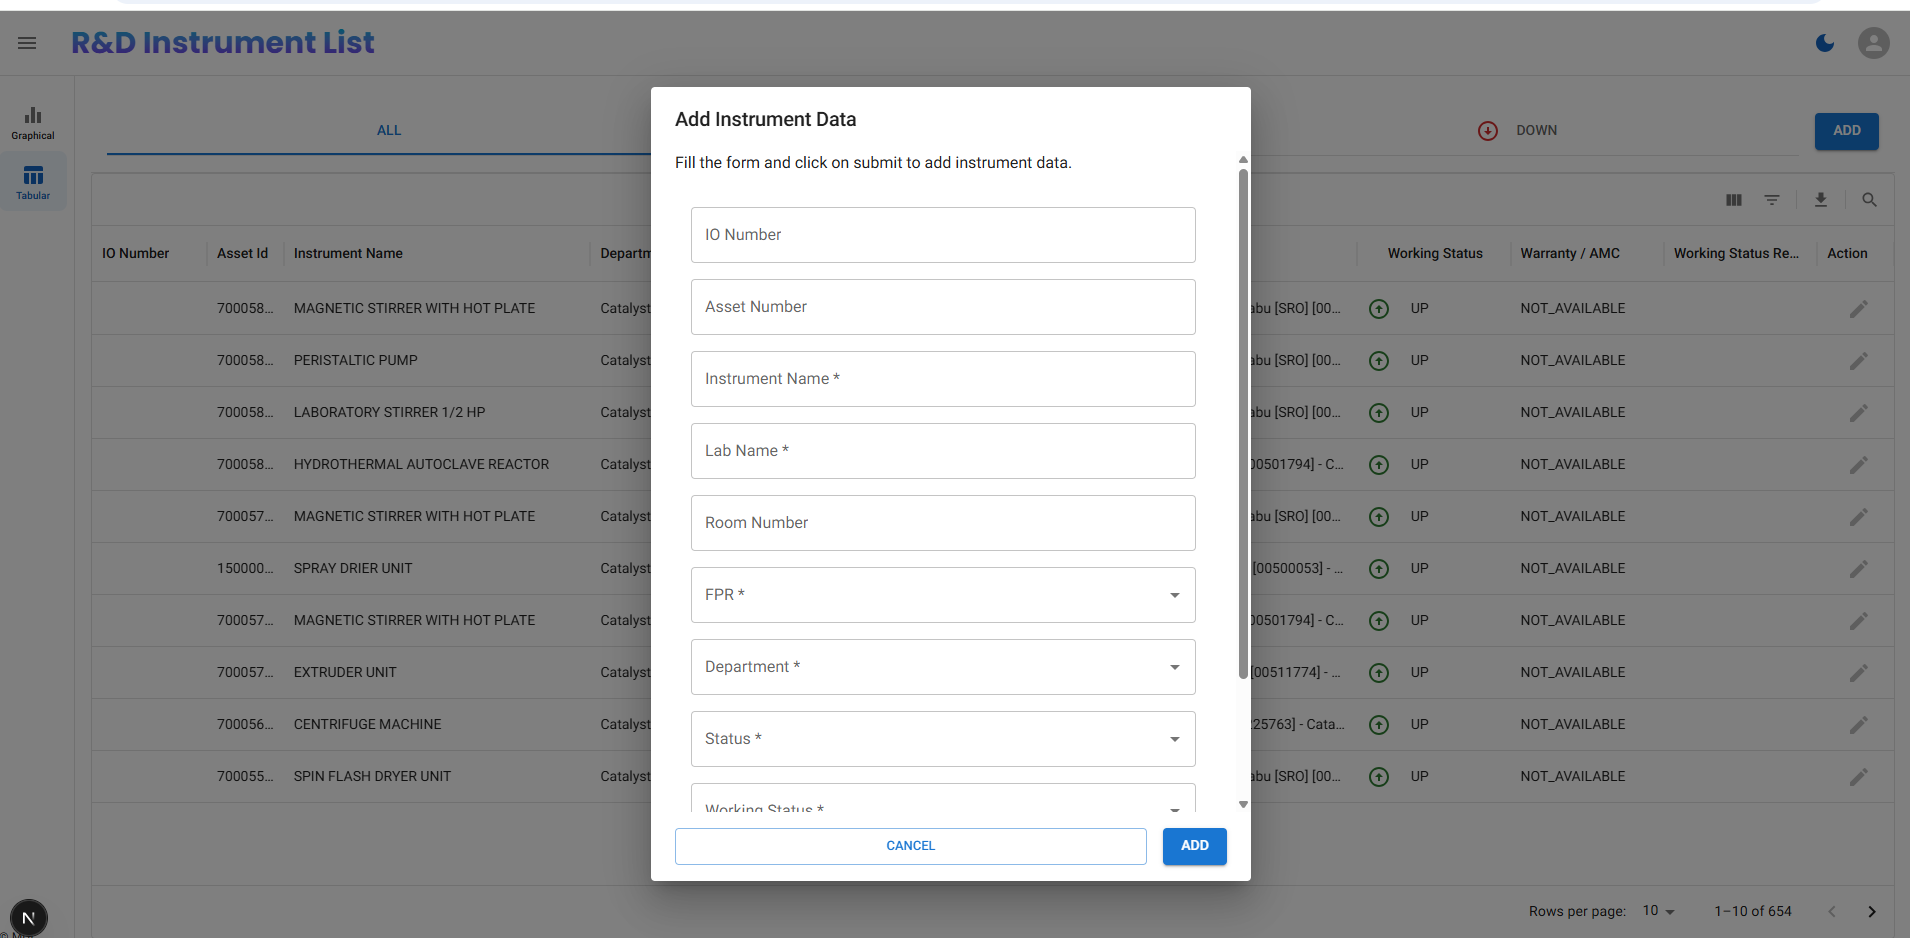 R&D Instrument List
Graphical
Tabular
ALL
DOWN
ADD
IO Number Asset Id Instrument Name Departm Working Status Warranty / AMC Working Status Re... Action
700058... MAGNETIC STIRRER WITH HOT PLATE Catalyst abu [SRO] [00... UP NOT_AVAILABLE
700058... PERISTALTIC PUMP Catalyst abu [SRO] [00... UP NOT_AVAILABLE
700058... LABORATORY STIRRER 1/2 HP Catalyst abu [SRO] [00... UP NOT_AVAILABLE
700058... HYDROTHERMAL AUTOCLAVE REACTOR Catalyst 00501794] - C... UP NOT_AVAILABLE
700057... MAGNETIC STIRRER WITH HOT PLATE Catalyst abu [SRO] [00... UP NOT_AVAILABLE
150000... SPRAY DRIER UNIT Catalyst [00500053] - ... UP NOT_AVAILABLE
700057... MAGNETIC STIRRER WITH HOT PLATE Catalyst 00501794] - C... UP NOT_AVAILABLE
700057... EXTRUDER UNIT Catalyst [00511774] - ... UP NOT_AVAILABLE
700056... CENTRIFUGE MACHINE Catalyst 25763] - Cata... UP NOT_AVAILABLE
700055... SPIN FLASH DRYER UNIT Catalyst abu [SRO] [00... UP NOT_AVAILABLE
Rows per page: 10 1–10 of 654
Add Instrument Data
Fill the form and click on submit to add instrument data.
IO Number
Asset Number
Instrument Name *
Lab Name *
Room Number
FPR *
Department *
Status *
Working Status *
CANCEL
ADD
N